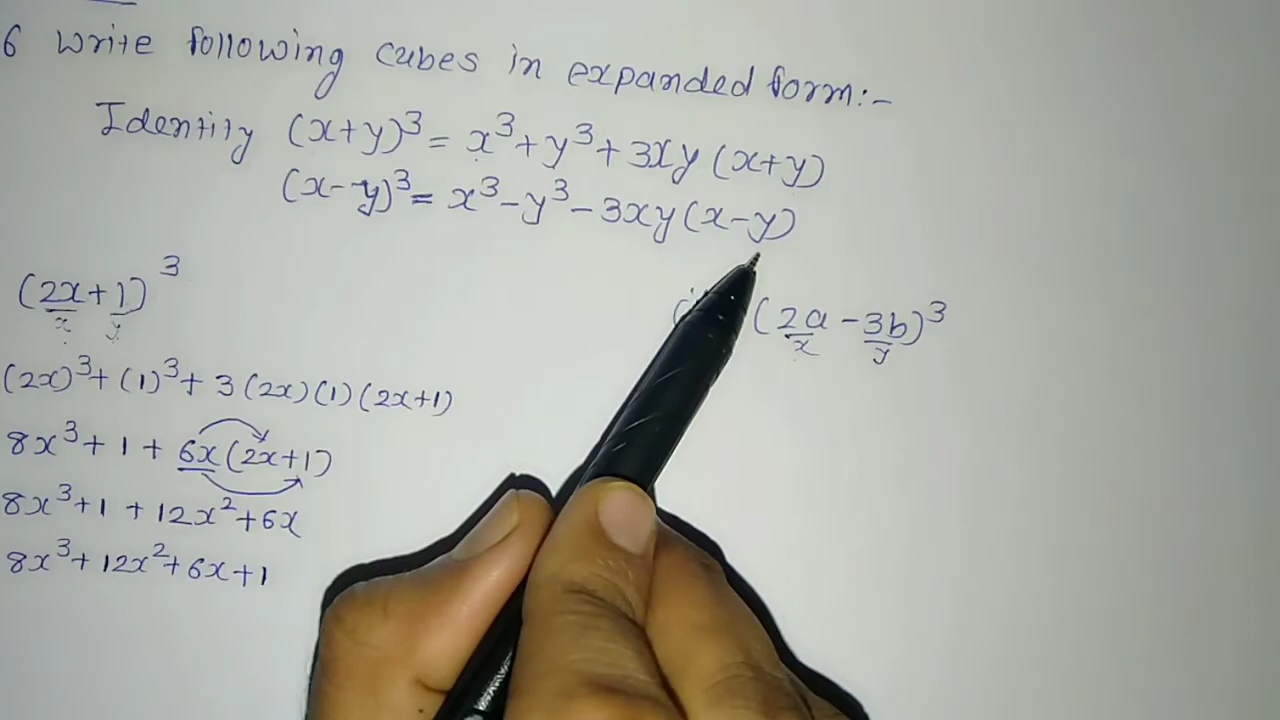 6 Write following cubes in expanded form:-
Identity (x+y)³ = x³+y³+3xy(x+y)
(x-y)³ = x³-y³-3xy(x-y)
(2x+1)³
x y
(2x)³+(1)³+3(2x)(1)(2x+1)
8x³+1+6x(2x+1)
8x³+1+12x²+6x
8x³+12x²+6x+1
(2a-3b)³
x y